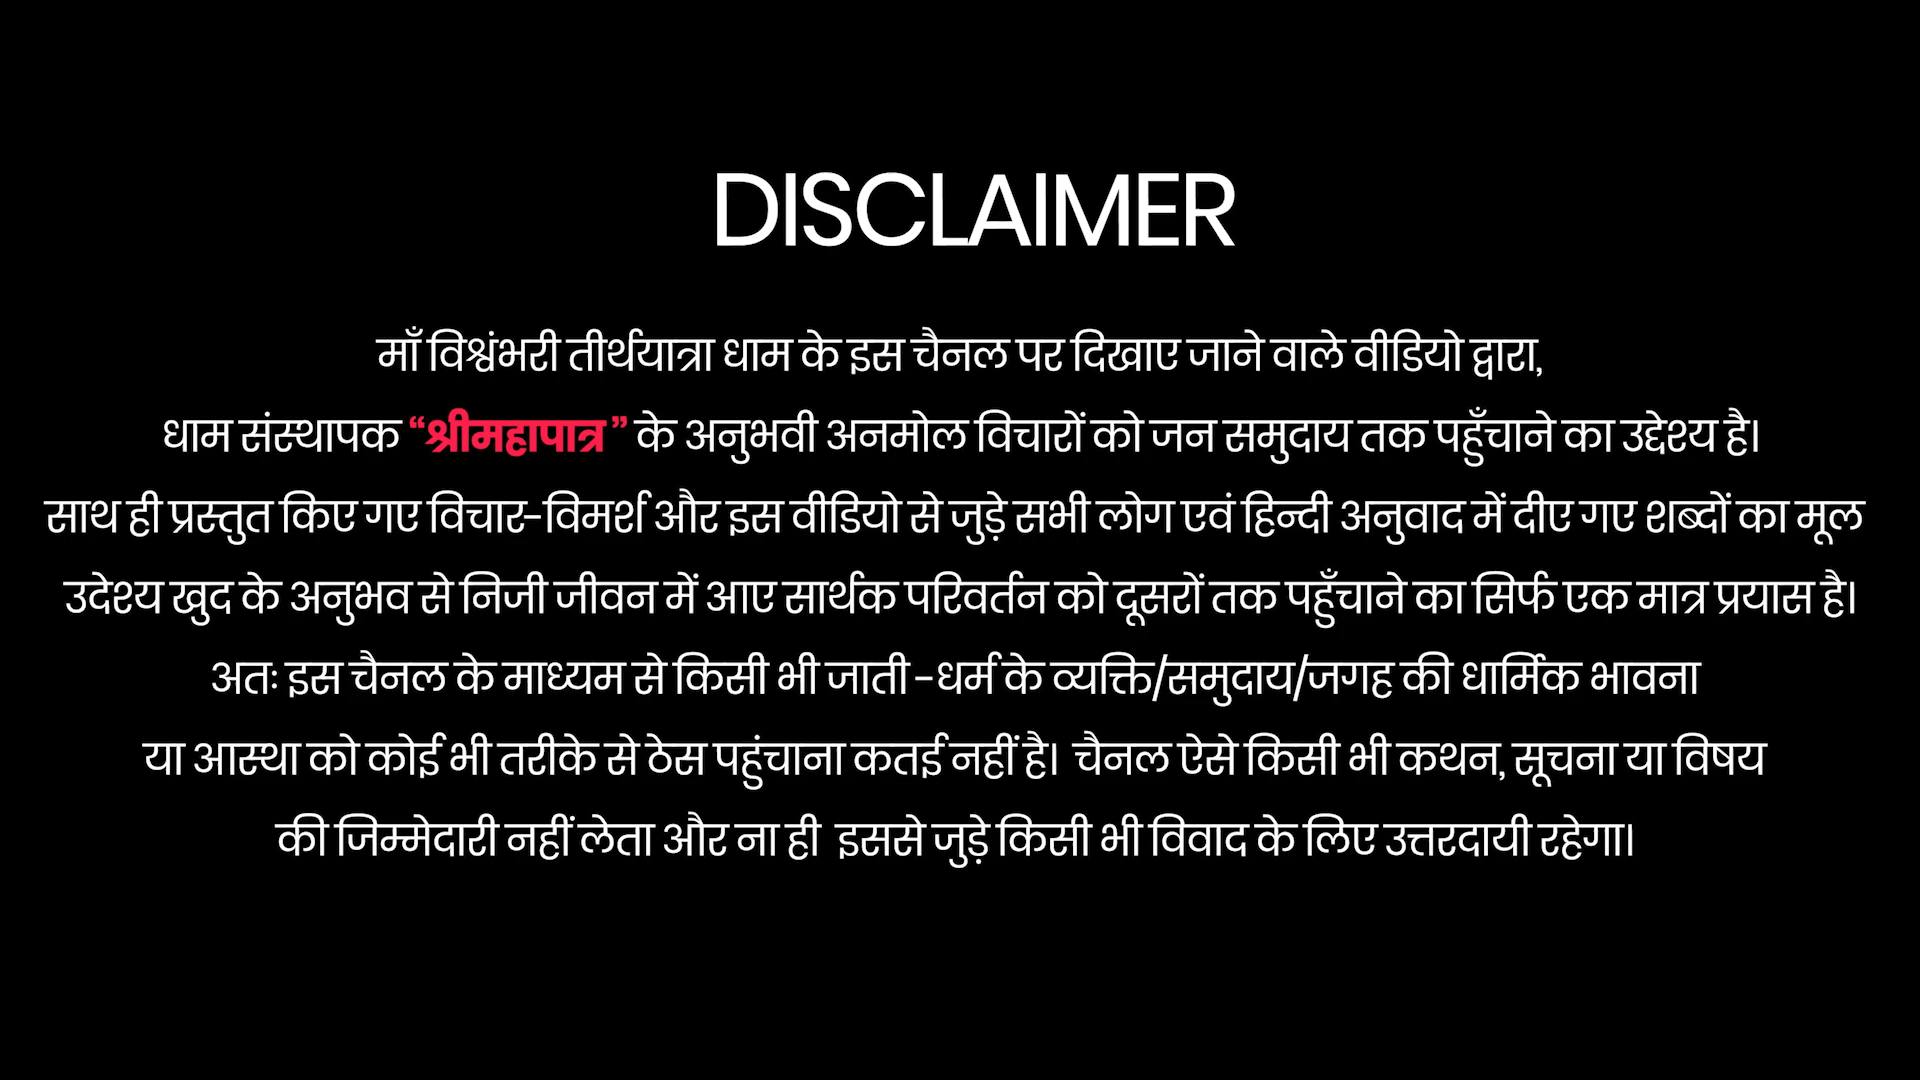 DISCLAIMER
माँ विश्वंभरी तीर्थयात्रा धाम के इस चैनल पर दिखाए जाने वाले वीडियो द्वारा,
धाम संस्थापक “श्रीमहापात्र” के अनुभवी अनमोल विचारों को जन समुदाय तक पहुँचाने का उद्देश्य है।
साथ ही प्रस्तुत किए गए विचार-विमर्श और इस वीडियो से जुड़े सभी लोग एवं हिन्दी अनुवाद में दीए गए शब्दों का मूल
उदेश्य खुद के अनुभव से निजी जीवन में आए सार्थक परिवर्तन को दूसरों तक पहुँचाने का सिर्फ एक मात्र प्रयास है।
अतः इस चैनल के माध्यम से किसी भी जाती-धर्म के व्यक्ति/समुदाय/जगह की धार्मिक भावना
या आस्था को कोई भी तरीके से ठेस पहुंचाना कतई नहीं है। चैनल ऐसे किसी भी कथन, सूचना या विषय
की जिम्मेदारी नहीं लेता और ना ही इससे जुड़े किसी भी विवाद के लिए उत्तरदायी रहेगा।